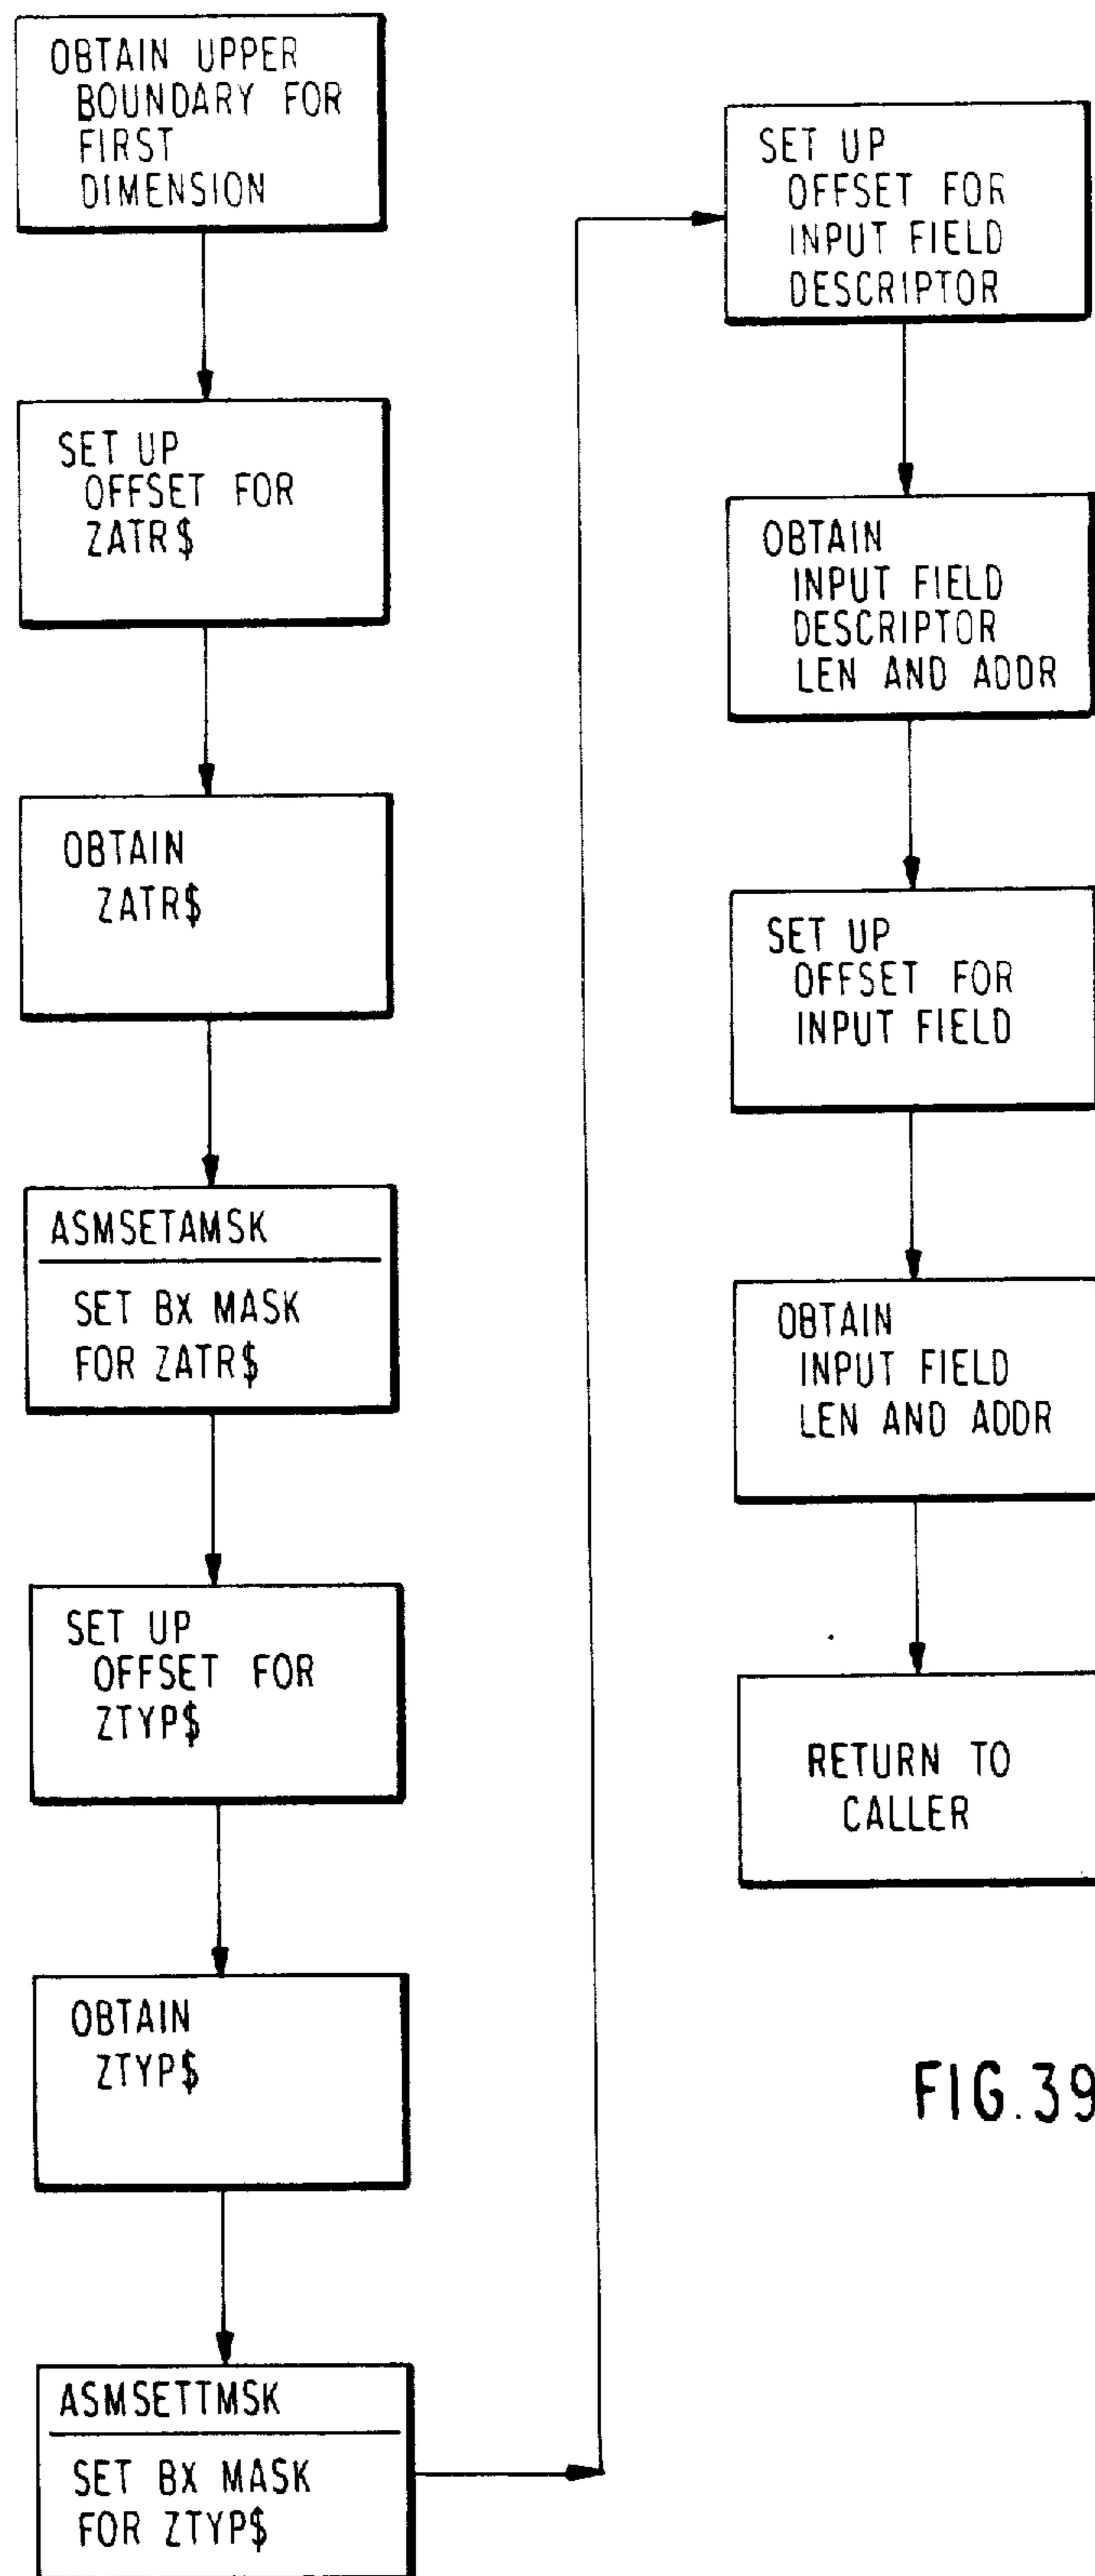 OBTAIN UPPER
BOUNDARY FOR
FIRST
DIMENSION
SET UP
OFFSET FOR
ZATR$
OBTAIN
ZATR$
ASMSETAMSK
SET BX MASK
FOR ZATR$
SET UP
OFFSET FOR
ZTYP$
OBTAIN
ZTYP$
ASMSETTMSK
SET BX MASK
FOR ZTYP$
SET UP
OFFSET FOR
INPUT FIELD
DESCRIPTOR
OBTAIN
INPUT FIELD
DESCRIPTOR
LEN AND ADDR
SET UP
OFFSET FOR
INPUT FIELD
OBTAIN
INPUT FIELD
LEN AND ADDR
RETURN TO
CALLER
FIG.39